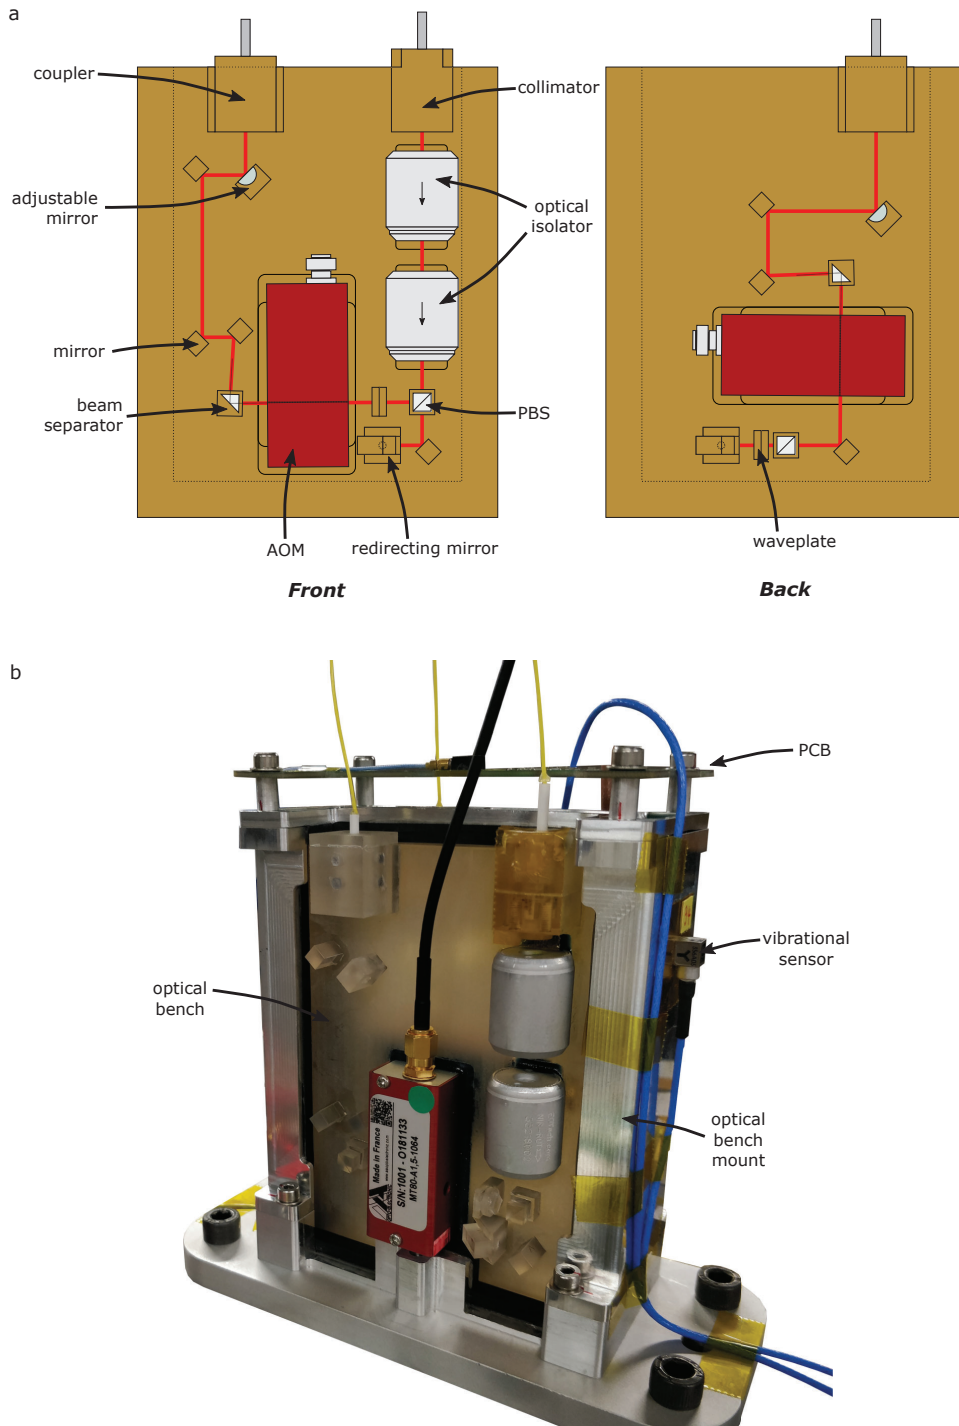 a
coupler
collimator
adjustable
mirror
optical
isolator
mirror
beam
separator
PBS
AOM
redirecting mirror
waveplate
Front
Back
b
PCB
vibrational
sensor
optical
bench
optical
bench
mount
Made in France
S/N:1001 - O181133
MT80-A1,5-1064